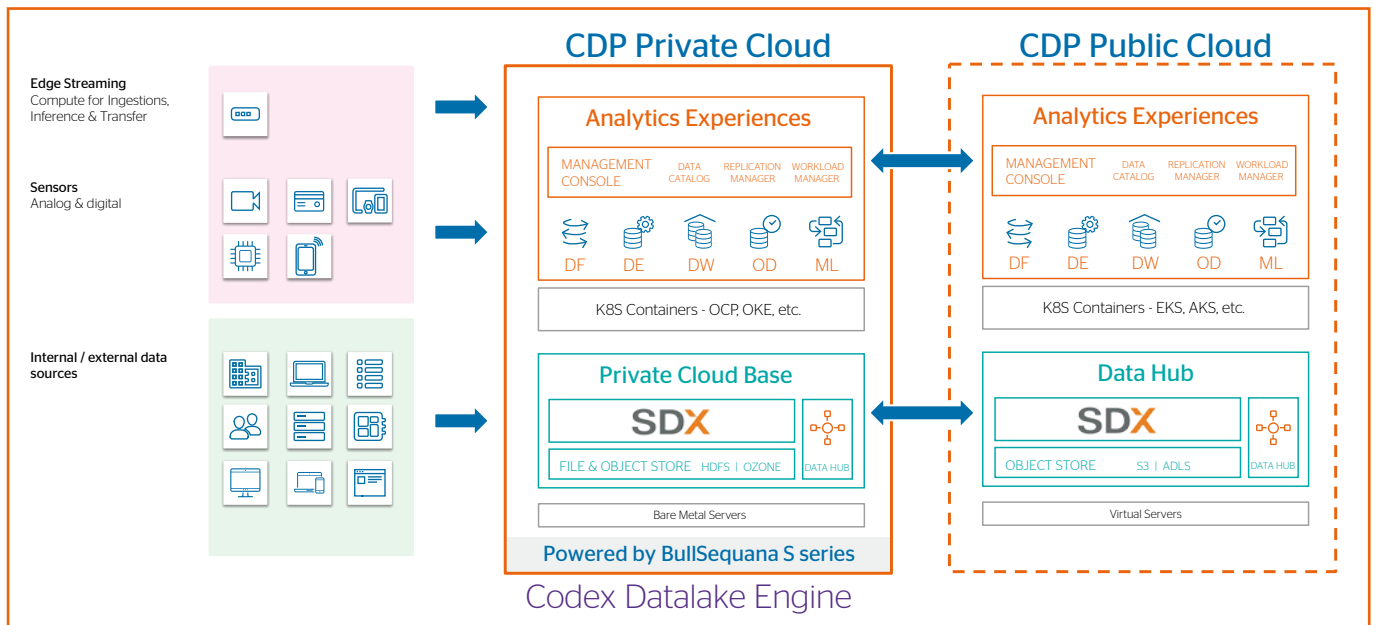 CDP Private Cloud
CDP Public Cloud
Edge Streaming
Compute for Ingestions,
Inference & Transfer
Sensors
Analog & digital
Internal / external data
sources
Analytics Experiences
MANAGEMENT
CONSOLE
DATA
CATALOG
REPLICATION
MANAGER
WORKLOAD
MANAGER
DF
DE
DW
OD
ML
K8S Containers - OCP, OKE, etc.
Private Cloud Base
SDX
FILE & OBJECT STORE HDFS | OZONE
DATA HUB
Bare Metal Servers
Powered by BullSequana S series
Codex Datalake Engine
Analytics Experiences
MANAGEMENT
CONSOLE
DATA
CATALOG
REPLICATION
MANAGER
WORKLOAD
MANAGER
DF
DE
DW
OD
ML
K8S Containers - EKS, AKS, etc.
Data Hub
SDX
OBJECT STORE S3 | ADLS
DATA HUB
Virtual Servers